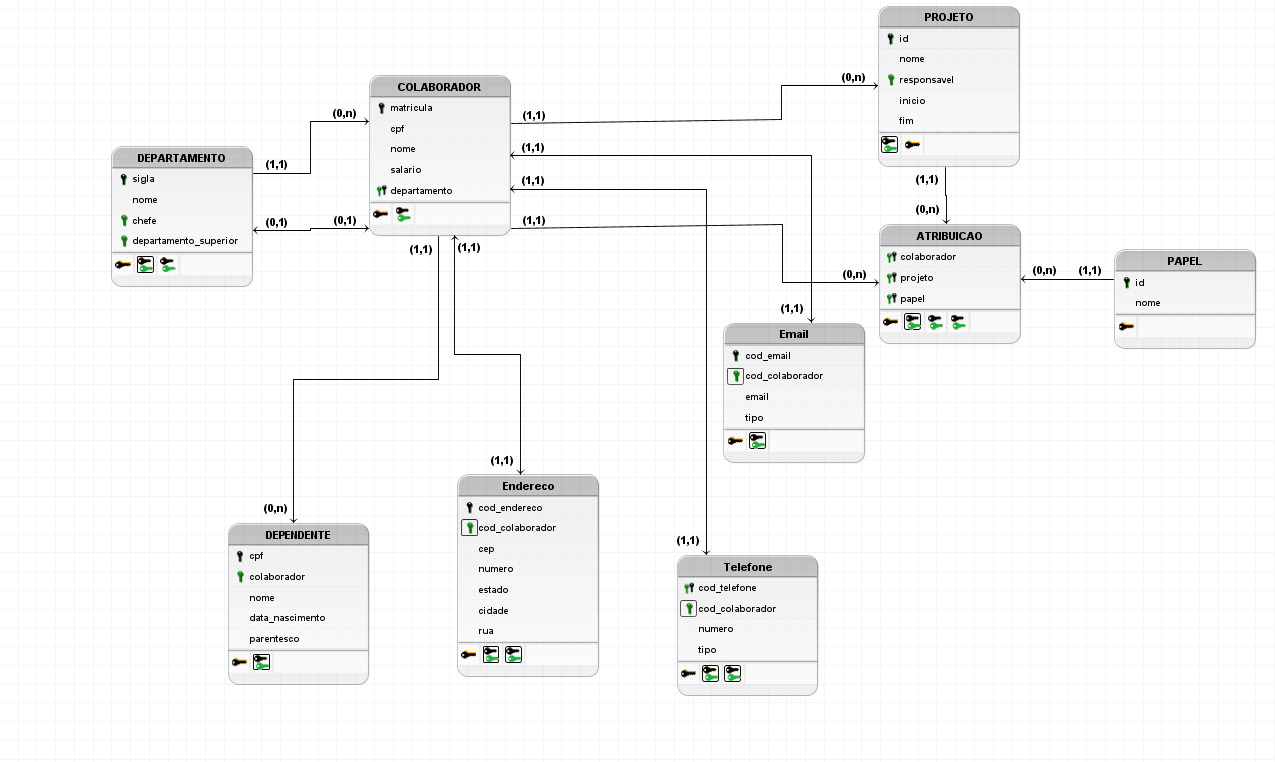 PROJETO
id
nome
responsavel
inicio
fim
COLABORADOR
matricula
cpf
nome
salario
departamento
DEPARTAMENTO
sigla
nome
chefe
departamento_superior
(0,n)
(1,1)
(0,n)
(1,1)
(1,1)
(1,1)
(0,1)
(0,1)
(1,1)
(0,n)
(1,1)
(1,1)
(1,1)
(0,n)
ATRIBUICAO
colaborador
projeto
papel
(0,n)
(1,1)
PAPEL
id
nome
(1,1)
Email
cod_email
cod_colaborador
email
tipo
(1,1)
Endereco
cod_endereco
cod_colaborador
cep
numero
estado
cidade
rua
(0,n)
DEPENDENTE
cpf
colaborador
nome
data_nascimento
parentesco
(1,1)
Telefone
cod_telefone
cod_colaborador
numero
tipo